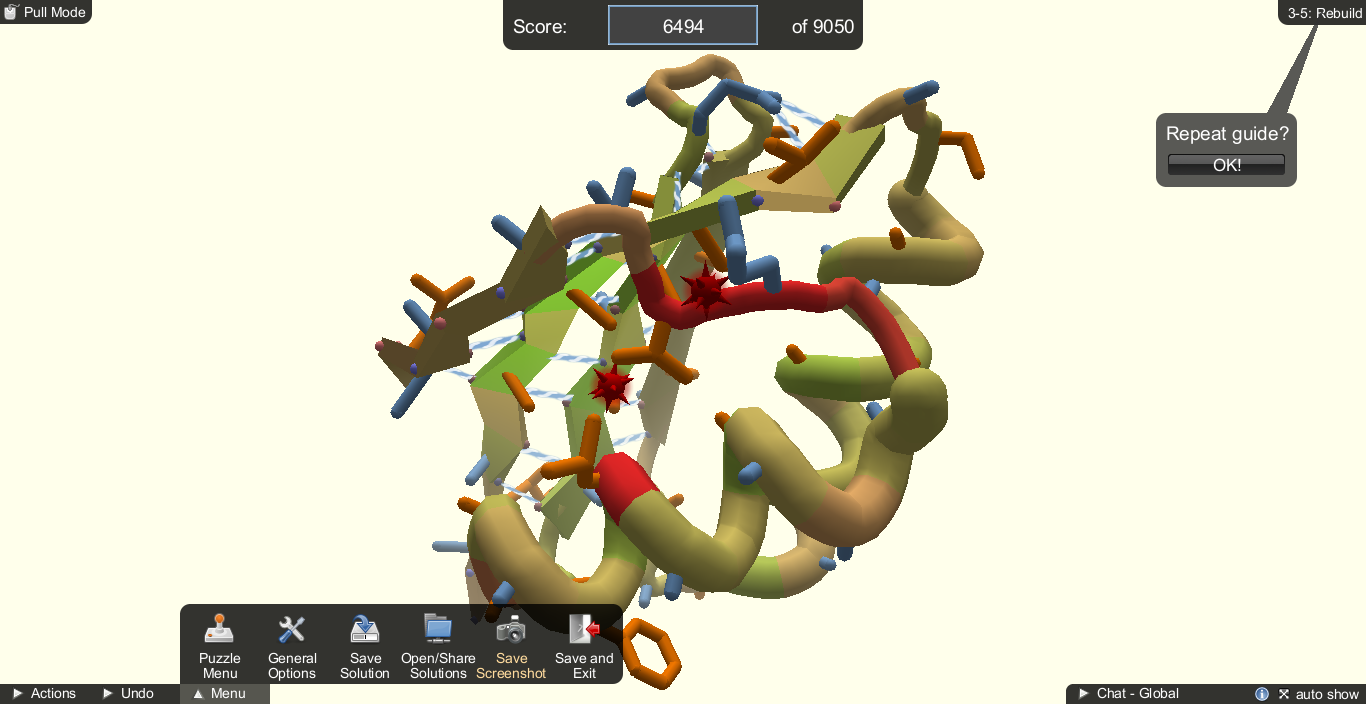 Pull Mode
Score: 6494 of 9050
3-5: Rebuild
Repeat guide?
OK!
Puzzle Menu
General Options
Save Solution
Open/Share Solutions
Save Screenshot
Save and Exit
Actions
Undo
Menu
Chat - Global
auto show